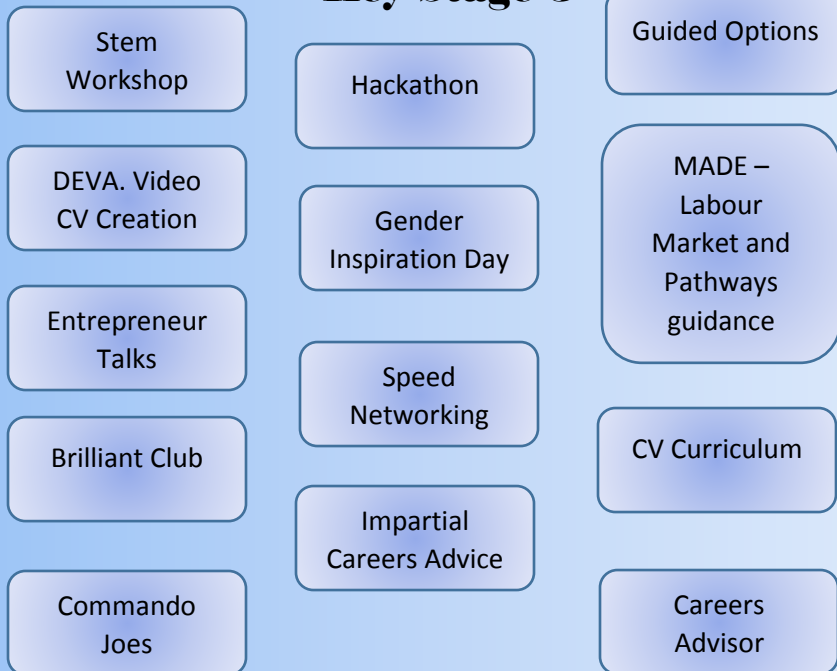 Stem
Workshop
DEVA. Video
CV Creation
Entrepreneur
Talks
Brilliant Club
Commando
Joes
Hackathon
Gender
Inspiration Day
Speed
Networking
Impartial
Careers Advice
Guided Options
MADE –
Labour
Market and
Pathways
guidance
CV Curriculum
Careers
Advisor